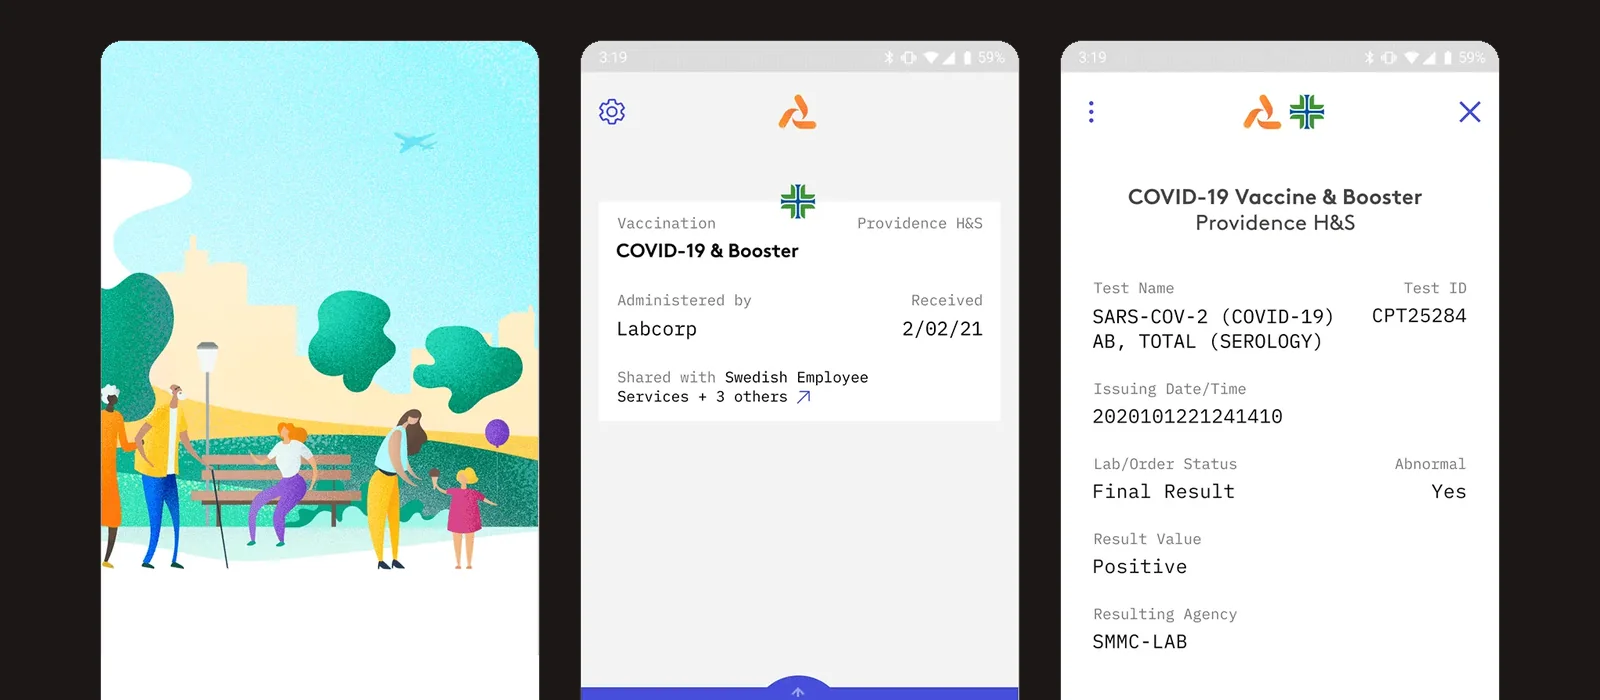 3:19
59%
Vaccination
Providence H&S
COVID-19 & Booster
Administered by
Received
Labcorp
2/02/21
Shared with Swedish Employee
Services + 3 others
3:19
59%
COVID-19 Vaccine & Booster
Providence H&S
Test Name
Test ID
SARS-COV-2 (COVID-19)
CPT25284
AB, TOTAL (SEROLOGY)
Issuing Date/Time
2020101221241410
Lab/Order Status
Abnormal
Final Result
Yes
Result Value
Positive
Resulting Agency
SMMC-LAB